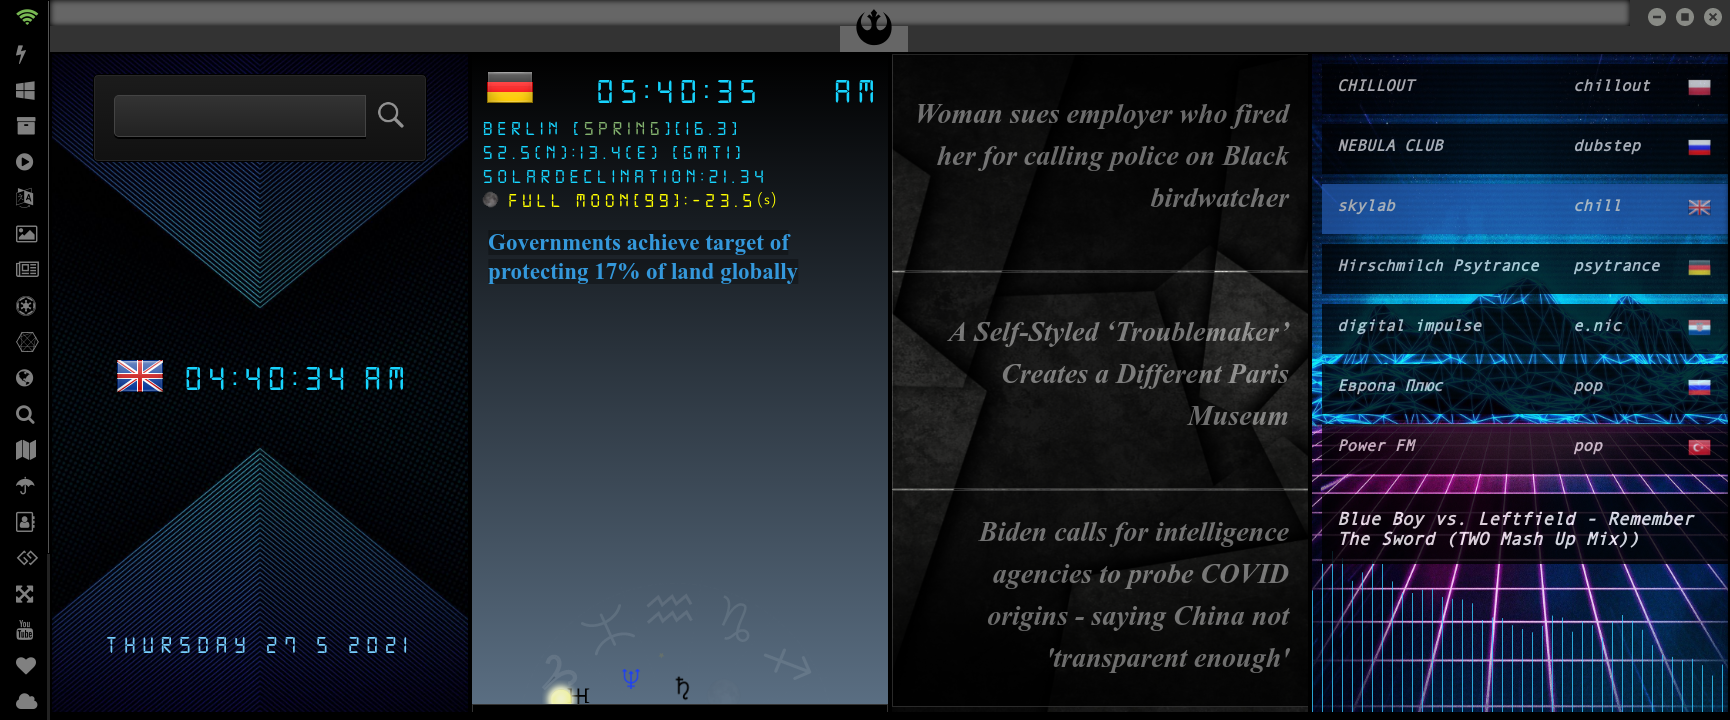 05:40:35 AM
BERLIN [SPRING][16.3]
52.5(N):13.4(E) (GMT1)
SOLARDECLINATION:21.34
FULL MOON[99]:-23.5(s)
Governments achieve target of
protecting 17% of land globally
04:40:34 AM
THURSDAY 27 5 2021
Woman sues employer who fired
her for calling police on Black
birdwatcher
A Self-Styled ‘Troublemaker’
Creates a Different Paris
Museum
Biden calls for intelligence
agencies to probe COVID
origins - saying China not
'transparent enough'
CHILLOUT chillout
NEBULA CLUB dubstep
skylab chill
Hirschmilch Psytrance psytrance
digital impulse e.nic
Европа Плюс pop
Power FM pop
Blue Boy vs. Leftfield - Remember
The Sword (TWO Mash Up Mix))
You
Tube